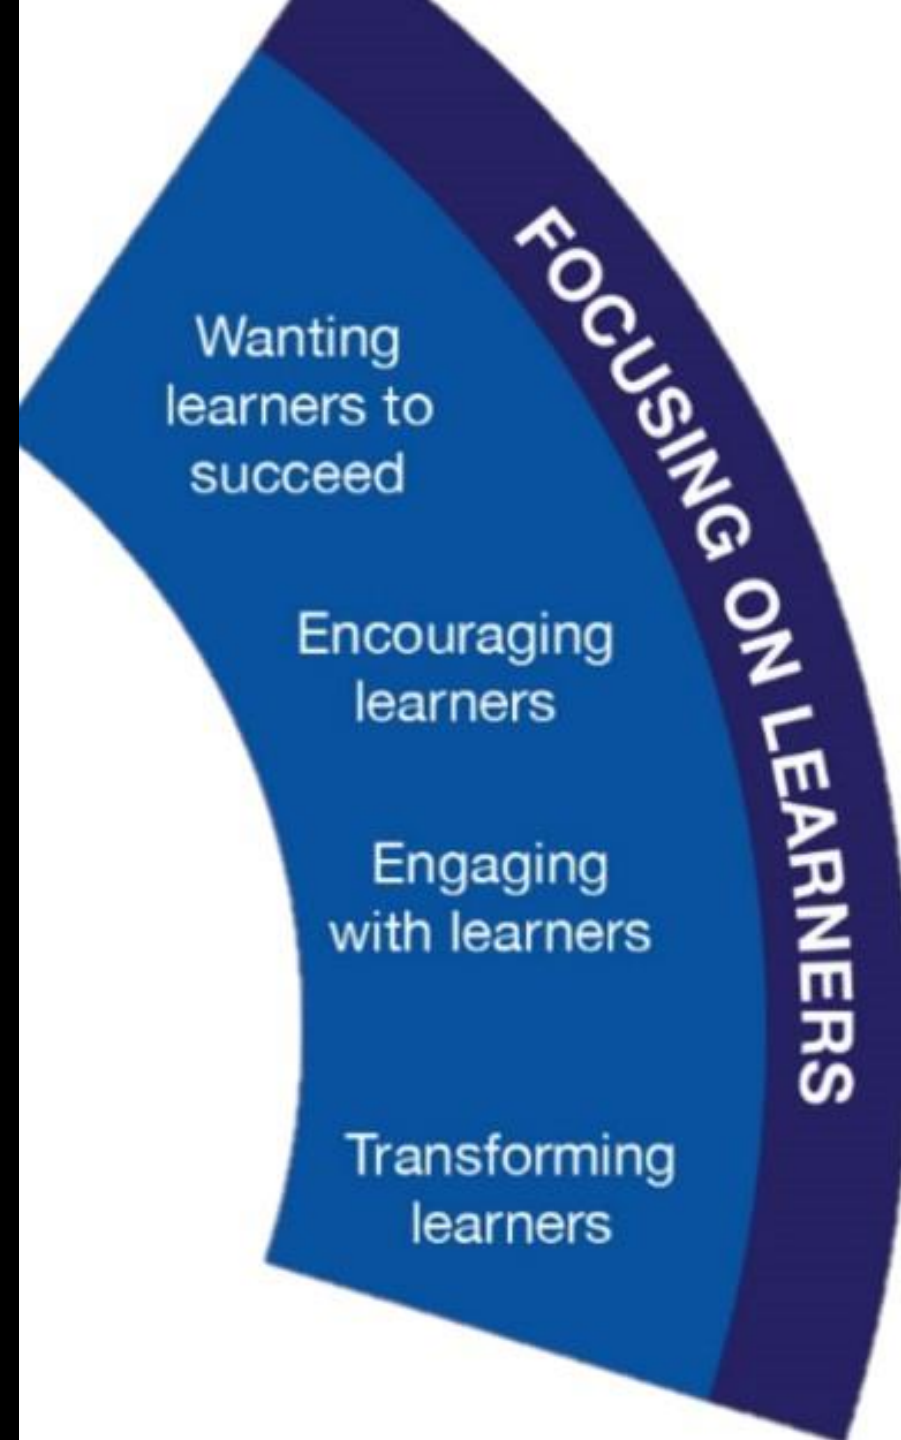 FOCUSING ON LEARNERS
Wanting
learners to
succeed
Encouraging
learners
Engaging
with learners
Transforming
learners